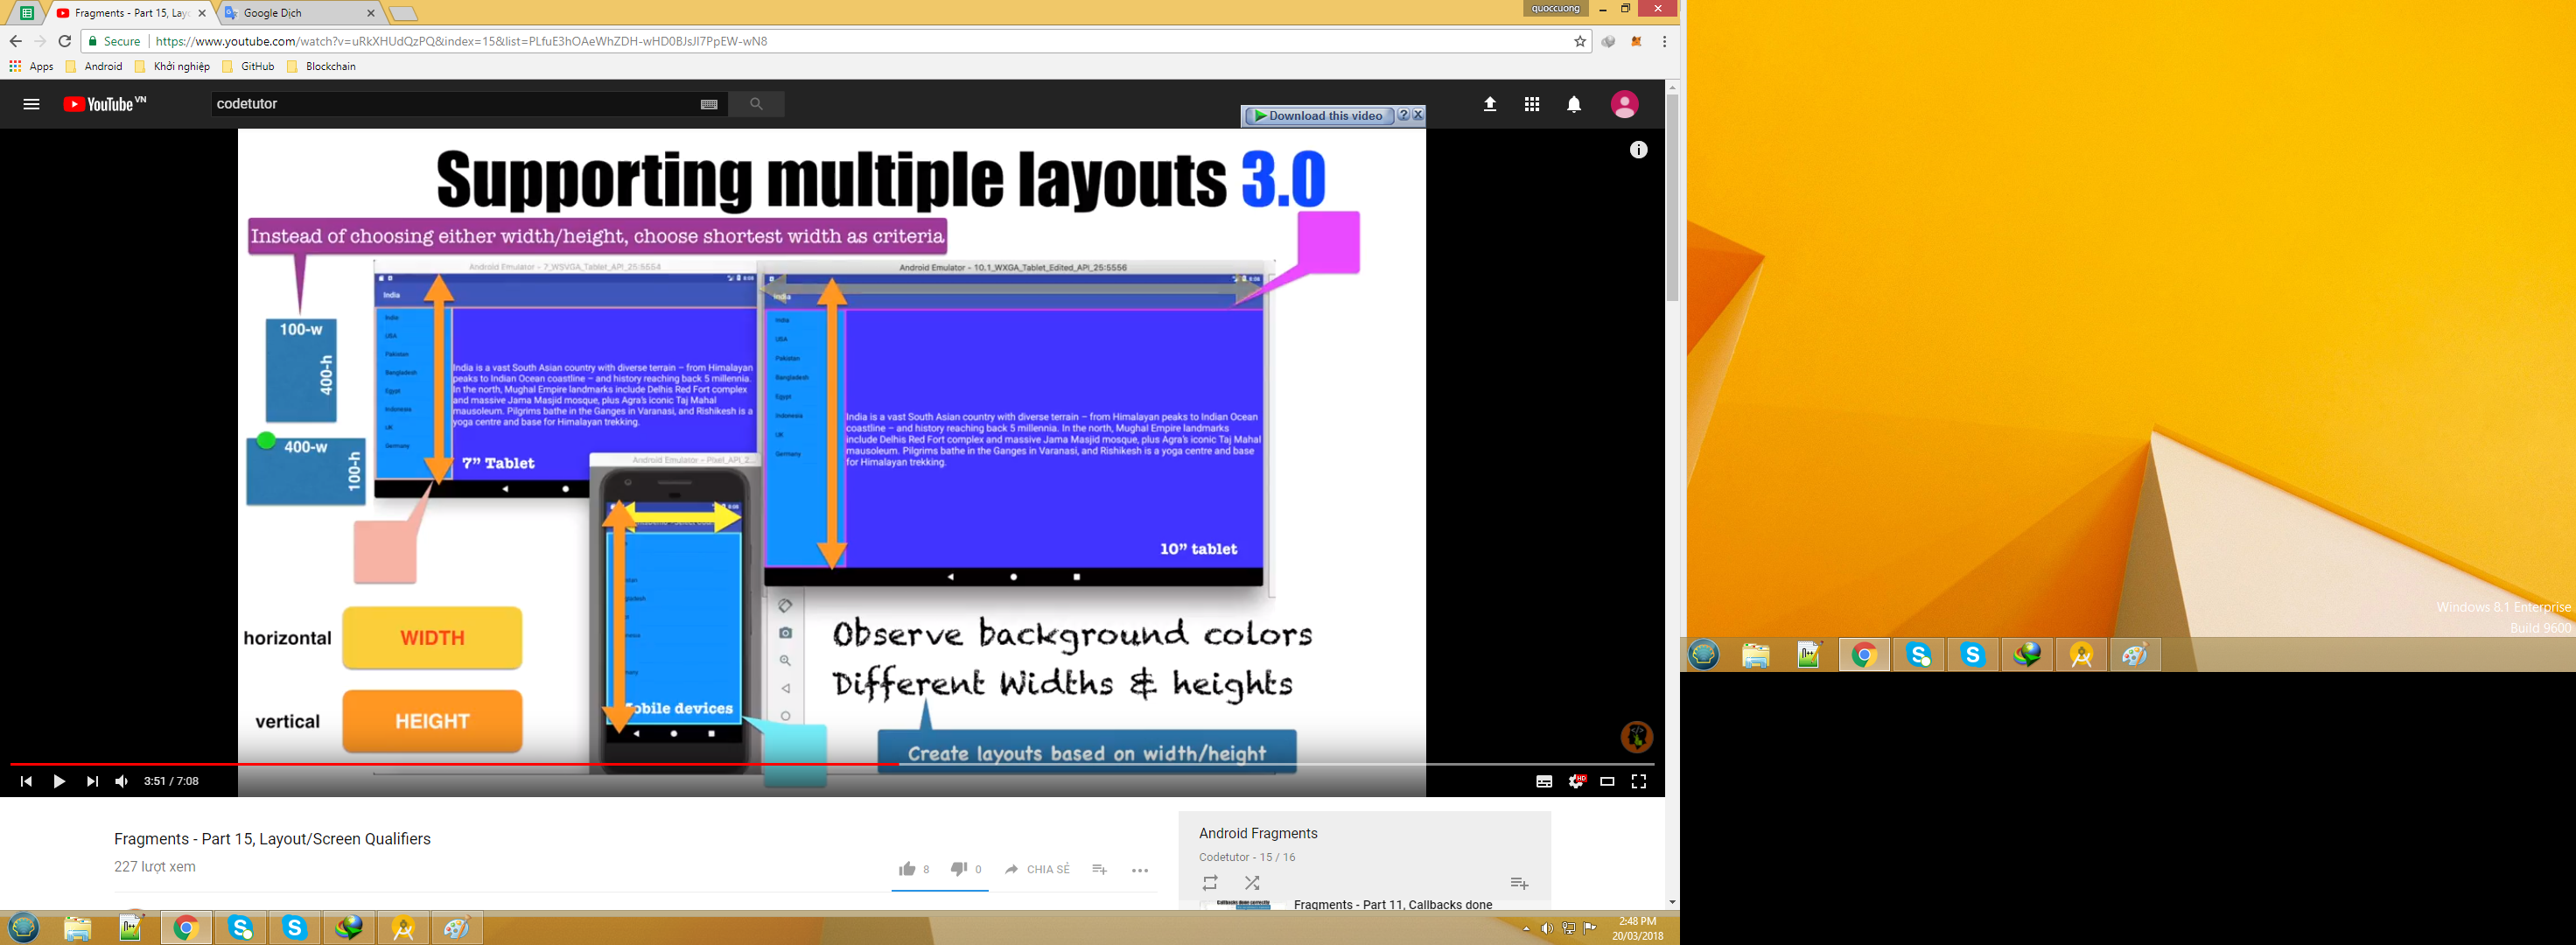 Fragments - Part 15, Layo
Google Dịch
quoccuong
Secure
https://www.youtube.com/watch?v=uRkXHUdQzPQ&index=15&list=PLfuE3hOAeWhZDH-wHD0BJsJI7PpEW-wN8
Apps
Android
Khởi nghiệp
GitHub
Blockchain
YouTube VN
codetutor
Download this video
Supporting multiple layouts 3.0
Instead of choosing either width/height, choose shortest width as criteria
Android Emulator - 7_WSVGA_Tablet_API_25:5554
Android Emulator - 10.1_WXGA_Tablet_Edited_API_25:5556
8:08
8:08
India
India
100-w
400-h
400-w
100-h
India
USA
Pakistan
Bangladesh
Egypt
Indonesia
UK
Germany
India is a vast South Asian country with diverse terrain – from Himalayan
peaks to Indian Ocean coastline – and history reaching back 5 millennia.
In the north, Mughal Empire landmarks include Delhis Red Fort complex
and massive Jama Masjid mosque, plus Agra's iconic Taj Mahal
mausoleum. Pilgrims bathe in the Ganges in Varanasi, and Rishikesh is a
yoga centre and base for Himalayan trekking.
7" Tablet
India
USA
Pakistan
Bangladesh
Egypt
Indonesia
UK
Germany
India is a vast South Asian country with diverse terrain – from Himalayan peaks to Indian Ocean
coastline – and history reaching back 5 millennia. In the north, Mughal Empire landmarks
include Delhis Red Fort complex and massive Jama Masjid mosque, plus Agra's iconic Taj Mahal
mausoleum. Pilgrims bathe in the Ganges in Varanasi, and Rishikesh is a yoga centre and base
for Himalayan trekking.
10" tablet
Android Emulator - Pixel_API_2...
8:08
obile devices
horizontal
WIDTH
vertical
HEIGHT
Observe background colors
Different Widths & heights
Create layouts based on width/height
3:51 / 7:08
HD
Fragments - Part 15, Layout/Screen Qualifiers
227 lượt xem
8
0
CHIA SẺ
Android Fragments
Codetutor - 15 / 16
Callbacks done correctly
Fragments - Part 11, Callbacks done
2:48 PM
20/03/2018
Windows 8.1 Enterprise
Build 9600